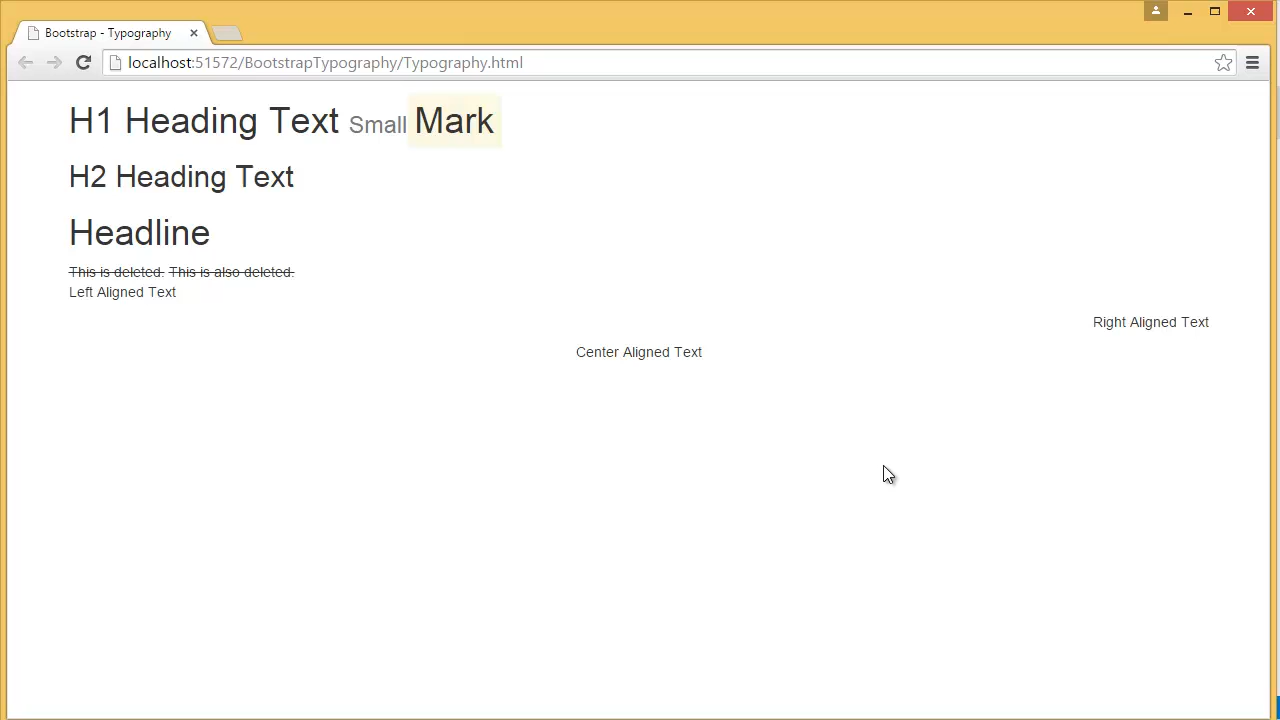 Bootstrap - Typography
localhost:51572/BootstrapTypography/Typography.html
H1 Heading Text Small Mark
H2 Heading Text
Headline
This is deleted. This is also deleted.
Left Aligned Text
Right Aligned Text
Center Aligned Text